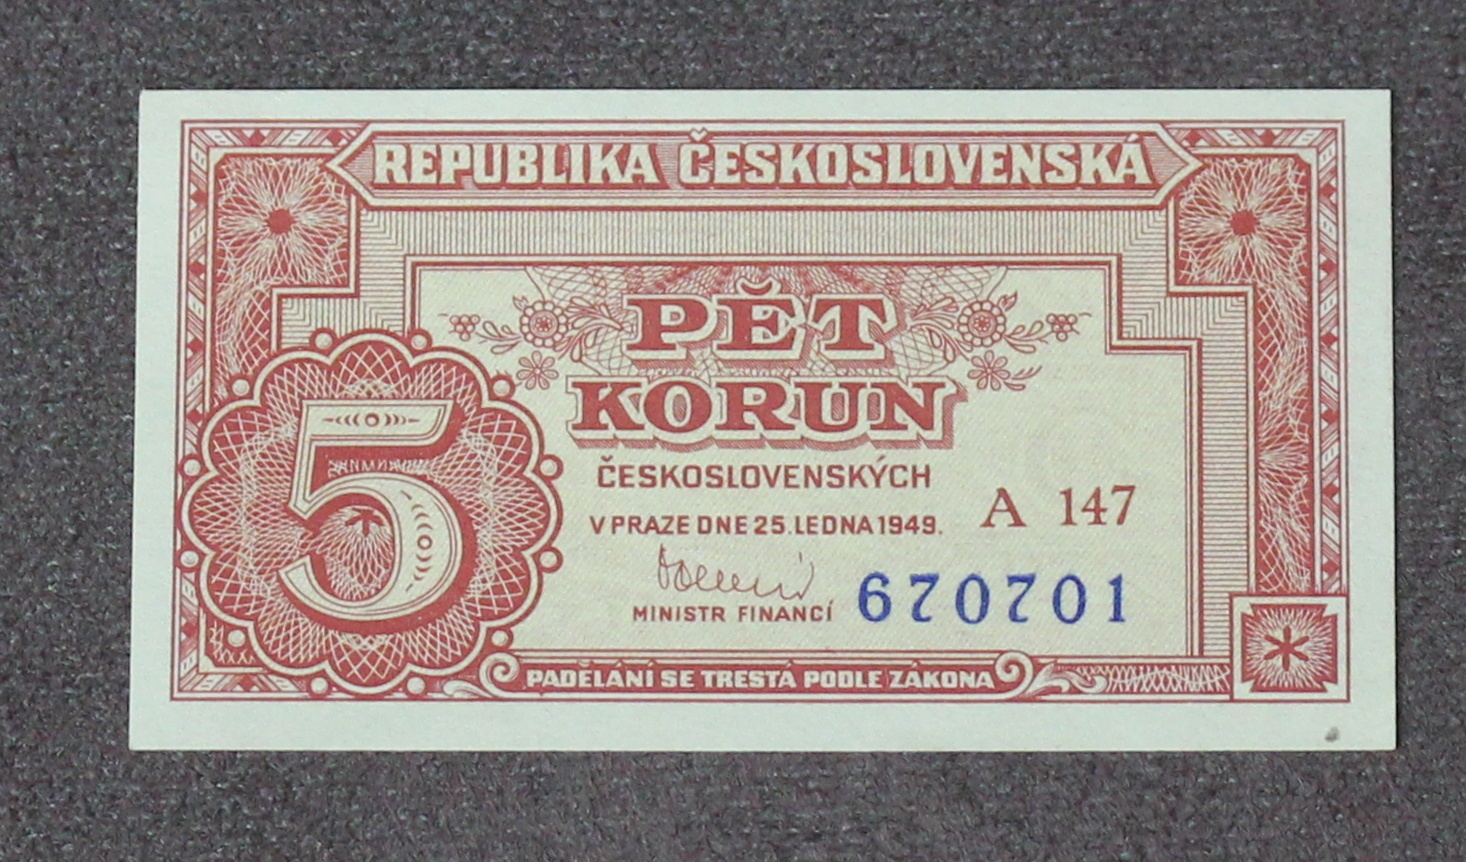 REPUBLIKA ČESKOSLOVENSKÁ
PĚT
KORUN
5
ČESKOSLOVENSKÝCH
V PRAZE DNE 25. LEDNA 1949.
A 147
MINISTR FINANCÍ
670701
PADĚLÁNÍ SE TRESTÁ PODLE ZÁKONA